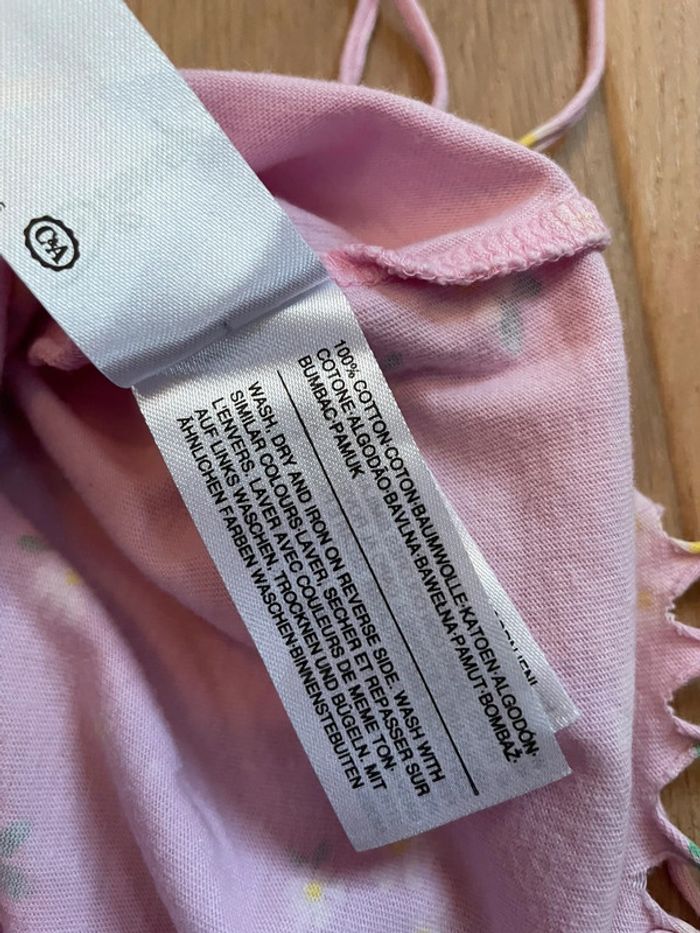 C&A
100% COTTON·COTON·BAUMWOLLE·KATOEN·ALGODÓN·
COTONE·ALGODÃO·BAVLNA·BAWEŁNA·PAMUT·BOMBAŽ·
BUMBAC·PAMUK
WASH, DRY AND IRON ON REVERSE SIDE. WASH WITH
SIMILAR COLOURS·LAVER, SECHER ET REPASSER SUR
L'ENVERS. LAVER AVEC COULEURS DE MEME TON·
AUF LINKS WASCHEN, TROCKNEN UND BÜGELN. MIT
ÄHNLICHEN FARBEN WASCHEN·BINNENSTEBUITEN